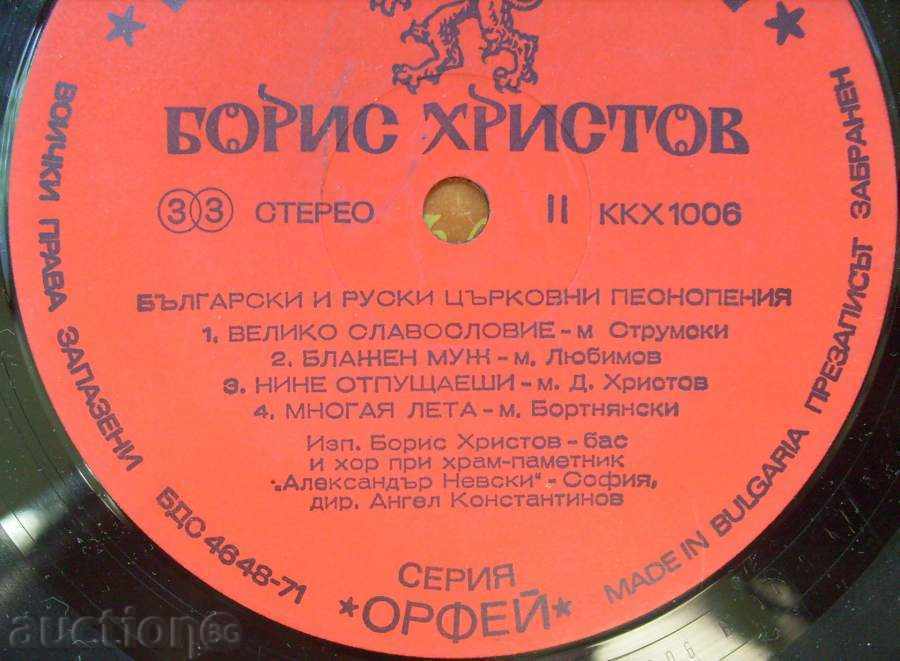 БОРИС ХРИСТОВ
33 СТЕРЕО II ККХ 1006
БЪЛГАРСКИ И РУСКИ ЦЪРКОВНИ ПЕСНОПЕНИЯ
1. ВЕЛИКО СЛАВОСЛОВИЕ – м Струмски
2. БЛАЖЕН МУЖ – м. Любимов
3. НИНЕ ОТПУЩАЕШИ – м. Д. Христов
4. МНОГАЯ ЛЕТА – м. Бортнянски
Изп. Борис Христов – бас
и хор при храм-паметник
„Александър Невски" – София,
дир. Ангел Константинов
СЕРИЯ
*ОРФЕЙ*
ВСИЧКИ ПРАВА ЗАПАЗЕНИ
БДС 4648-71
MADE IN BULGARIA ПРЕЗАПИСЪТ ЗАБРАНЕН
auction.bg